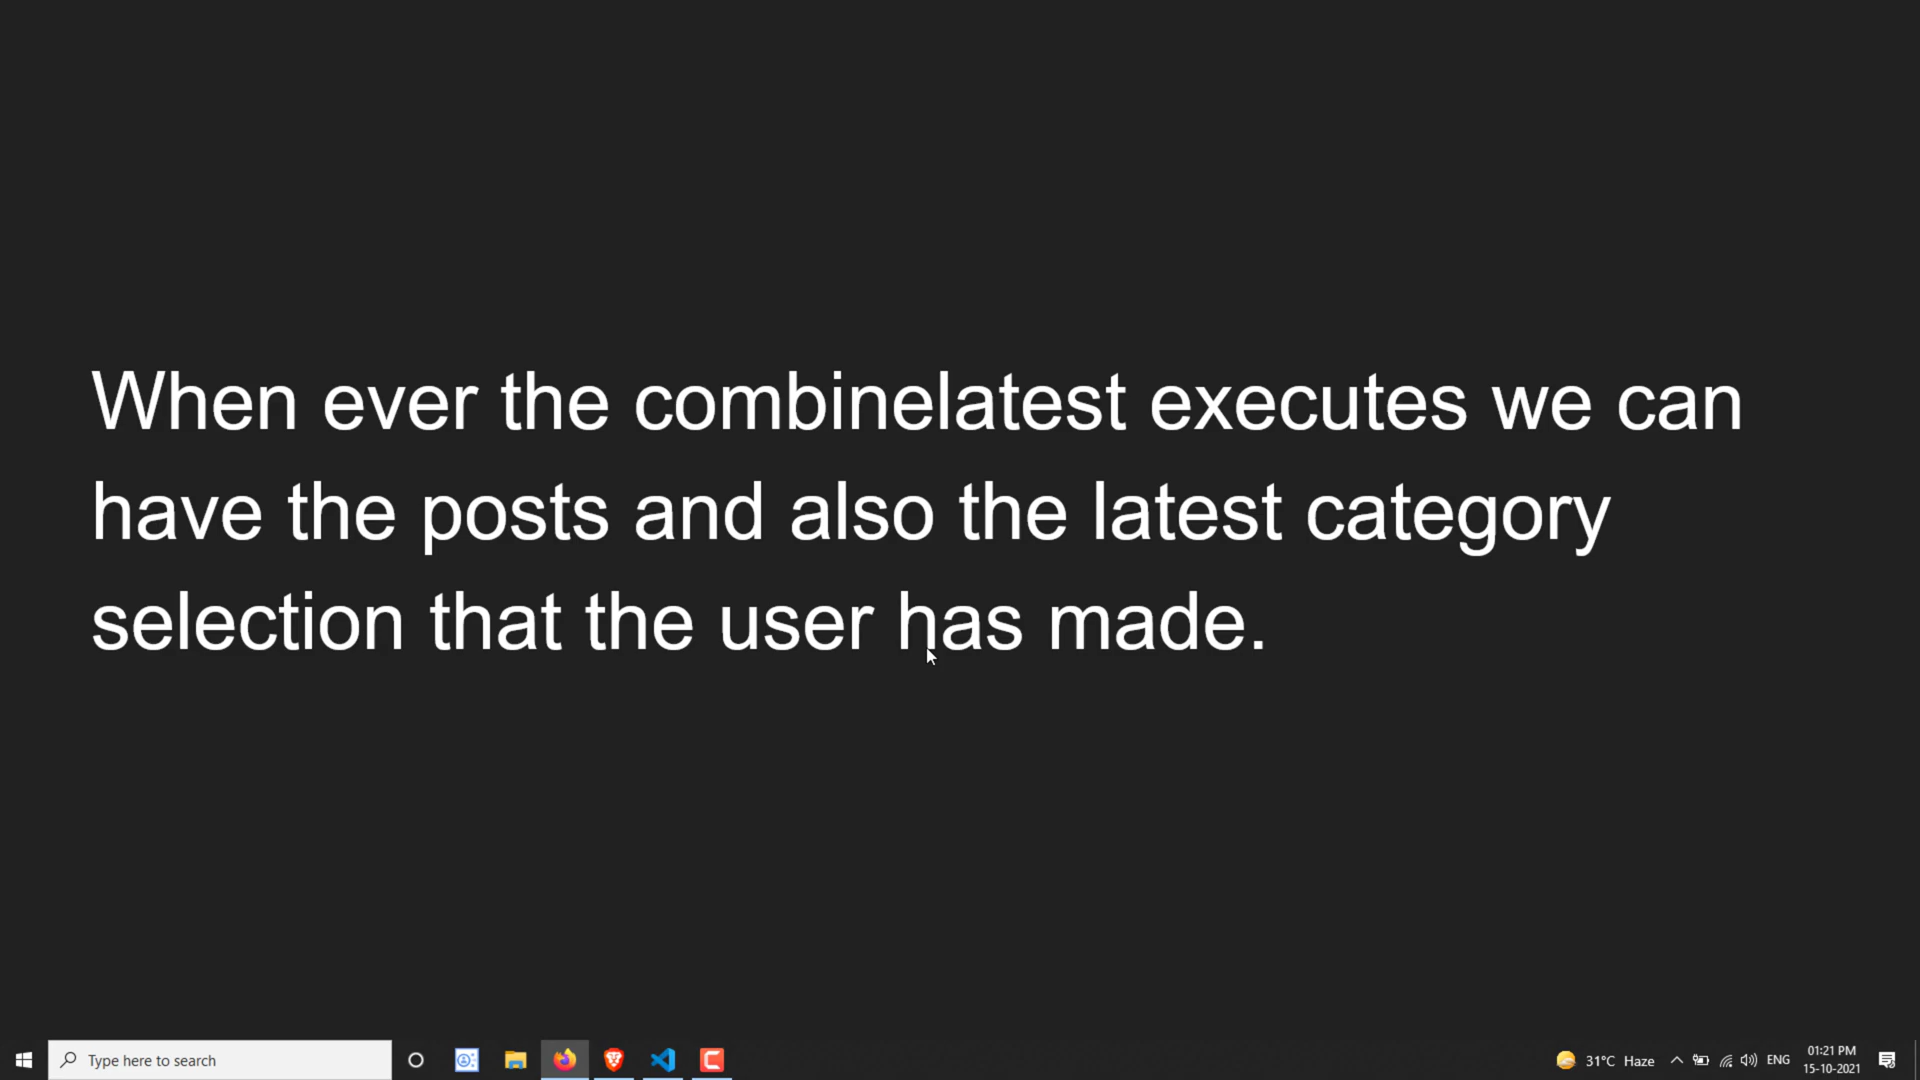 When ever the combinelatest executes we can
have the posts and also the latest category
selection that the user has made.
Type here to search
31°C Haze
ENG
01:21 PM
15-10-2021